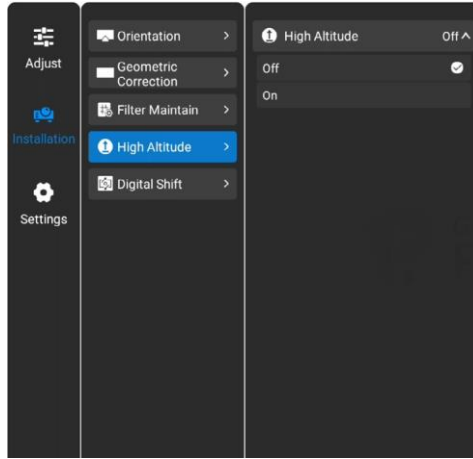 Adjust
Installation
Settings
Orientation
Geometric
Correction
Filter Maintain
High Altitude
Digital Shift
High Altitude Off
Off
On